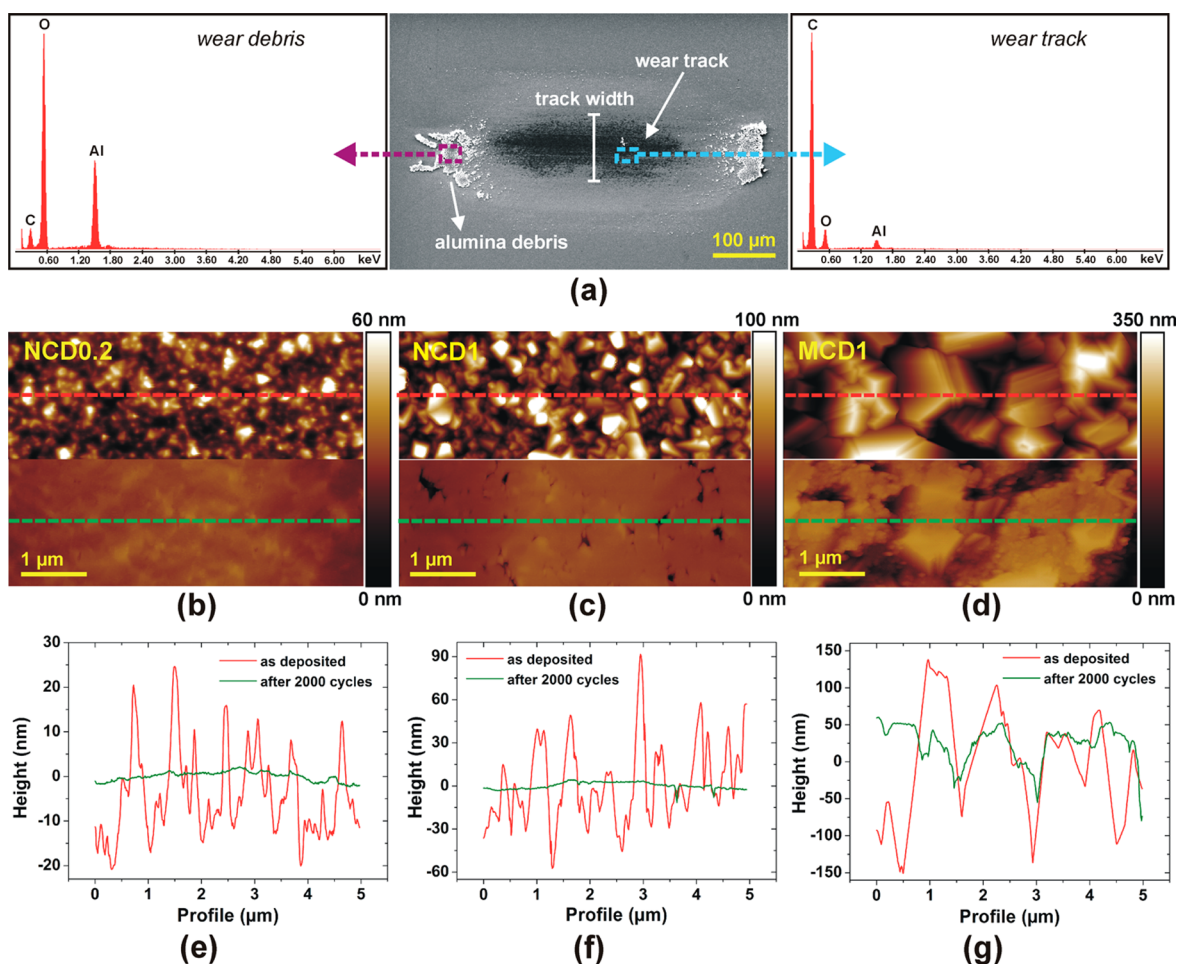 O
wear debris
Al
C
0.60 1.20 1.80 2.40 3.00 3.60 4.20 4.80 5.40 6.00 keV
wear track
track width
alumina debris
100 μm
C
wear track
O
Al
0.60 1.20 1.80 2.40 3.00 3.60 4.20 4.80 5.40 6.00 keV
(a)
60 nm
100 nm
350 nm
NCD0.2
NCD1
MCD1
1 μm
1 μm
1 μm
0 nm
0 nm
0 nm
(b)
(c)
(d)
30
20
10
0
-10
-20
Height (nm)
as deposited
after 2000 cycles
0 1 2 3 4 5
Profile (μm)
(e)
90
60
30
0
-30
-60
Height (nm)
as deposited
after 2000 cycles
0 1 2 3 4 5
Profile (μm)
(f)
150
100
50
0
-50
-100
-150
Height (nm)
as deposited
after 2000 cycles
0 1 2 3 4 5
Profile (μm)
(g)